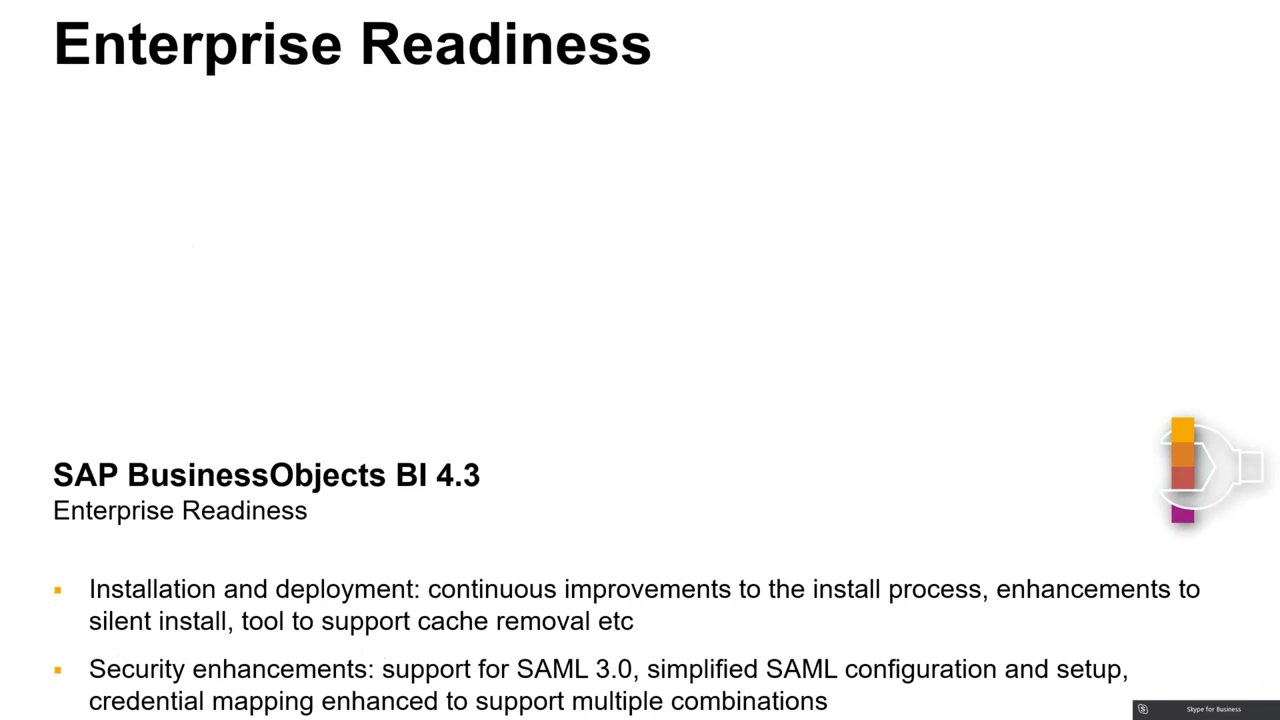 Enterprise Readiness
SAP BusinessObjects BI 4.3
Enterprise Readiness
▪ Installation and deployment: continuous improvements to the install process, enhancements to
silent install, tool to support cache removal etc
▪ Security enhancements: support for SAML 3.0, simplified SAML configuration and setup,
credential mapping enhanced to support multiple combinations
Skype for Business